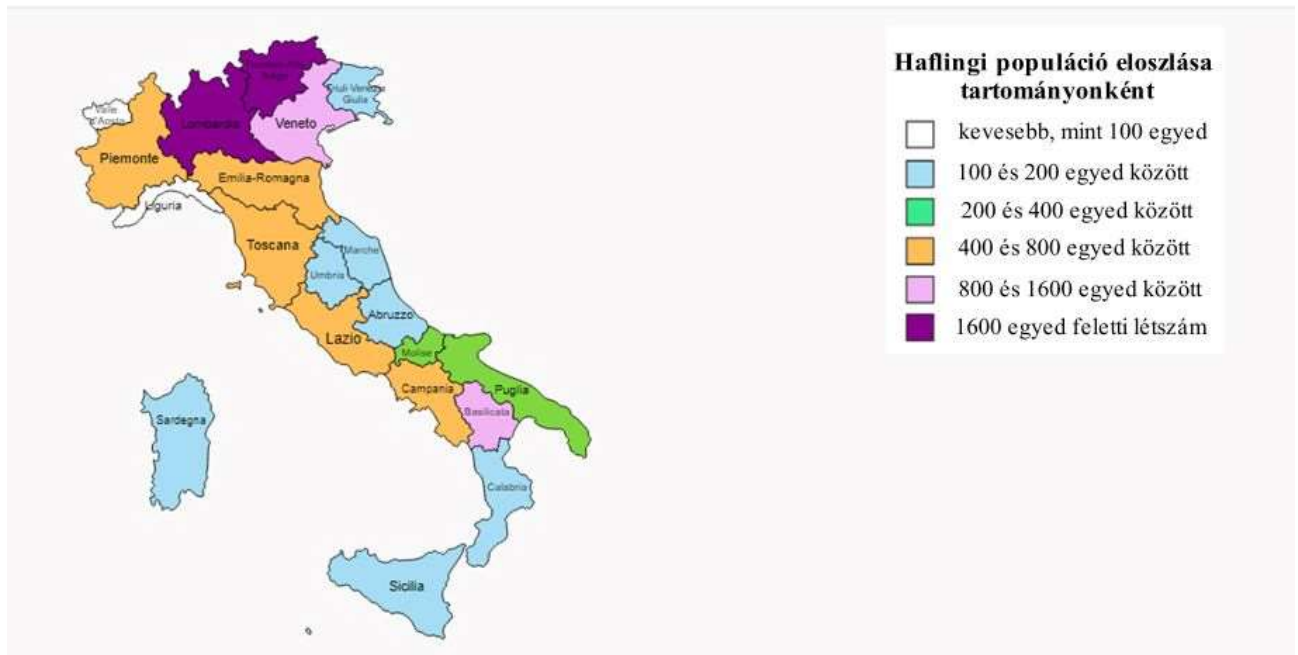 Haflingi populáció eloszlása
tartományonként
kevesebb, mint 100 egyed
100 és 200 egyed között
200 és 400 egyed között
400 és 800 egyed között
800 és 1600 egyed között
1600 egyed feletti létszám
Friuli-Venezia
Giulia
Valle
d'Aosta
Lombardia
Veneto
Piemonte
Emilia-Romagna
Liguria
Toscana
Marche
Umbria
Abruzzo
Lazio
Molise
Campania
Puglia
Basilicata
Sardegna
Calabria
Sicilia